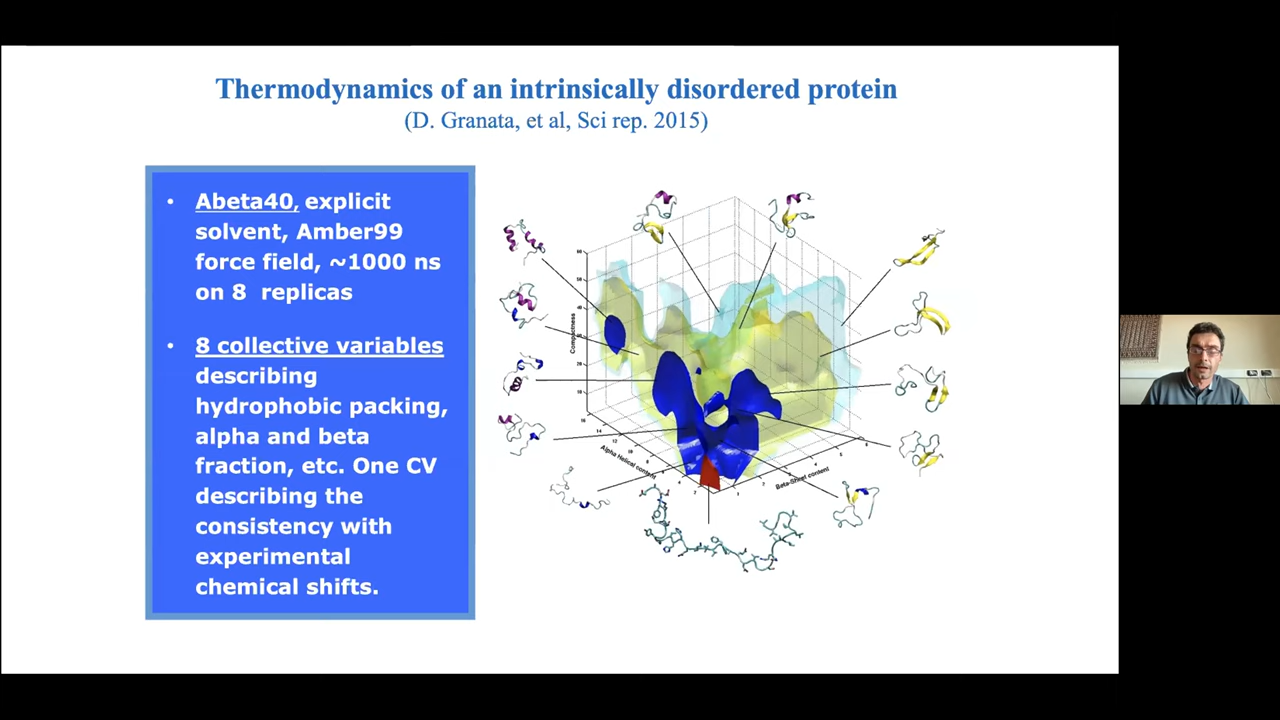 Thermodynamics of an intrinsically disordered protein
(D. Granata, et al, Sci rep. 2015)
• Abeta40, explicit
solvent, Amber99
force field, ~1000 ns
on 8 replicas
• 8 collective variables
describing
hydrophobic packing,
alpha and beta
fraction, etc. One CV
describing the
consistency with
experimental
chemical shifts.
Compactness
Alpha Helical content
Beta-Sheet content